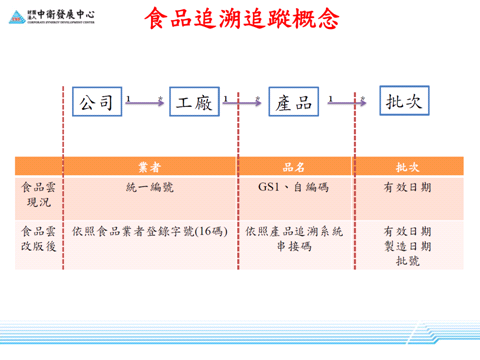 財團法人 中衛發展中心
CORPORATE SYNERGY DEVELOPMENT CENTER
食品追溯追蹤概念
公司 1 工廠 1 產品 1 批次
業者 品名 批次
食品雲
現況
統一編號
GS1、自編碼
有效日期
食品雲
改版後
依照食品業者登錄字號(16碼)
依照產品追溯系統
串接碼
有效日期
製造日期
批號